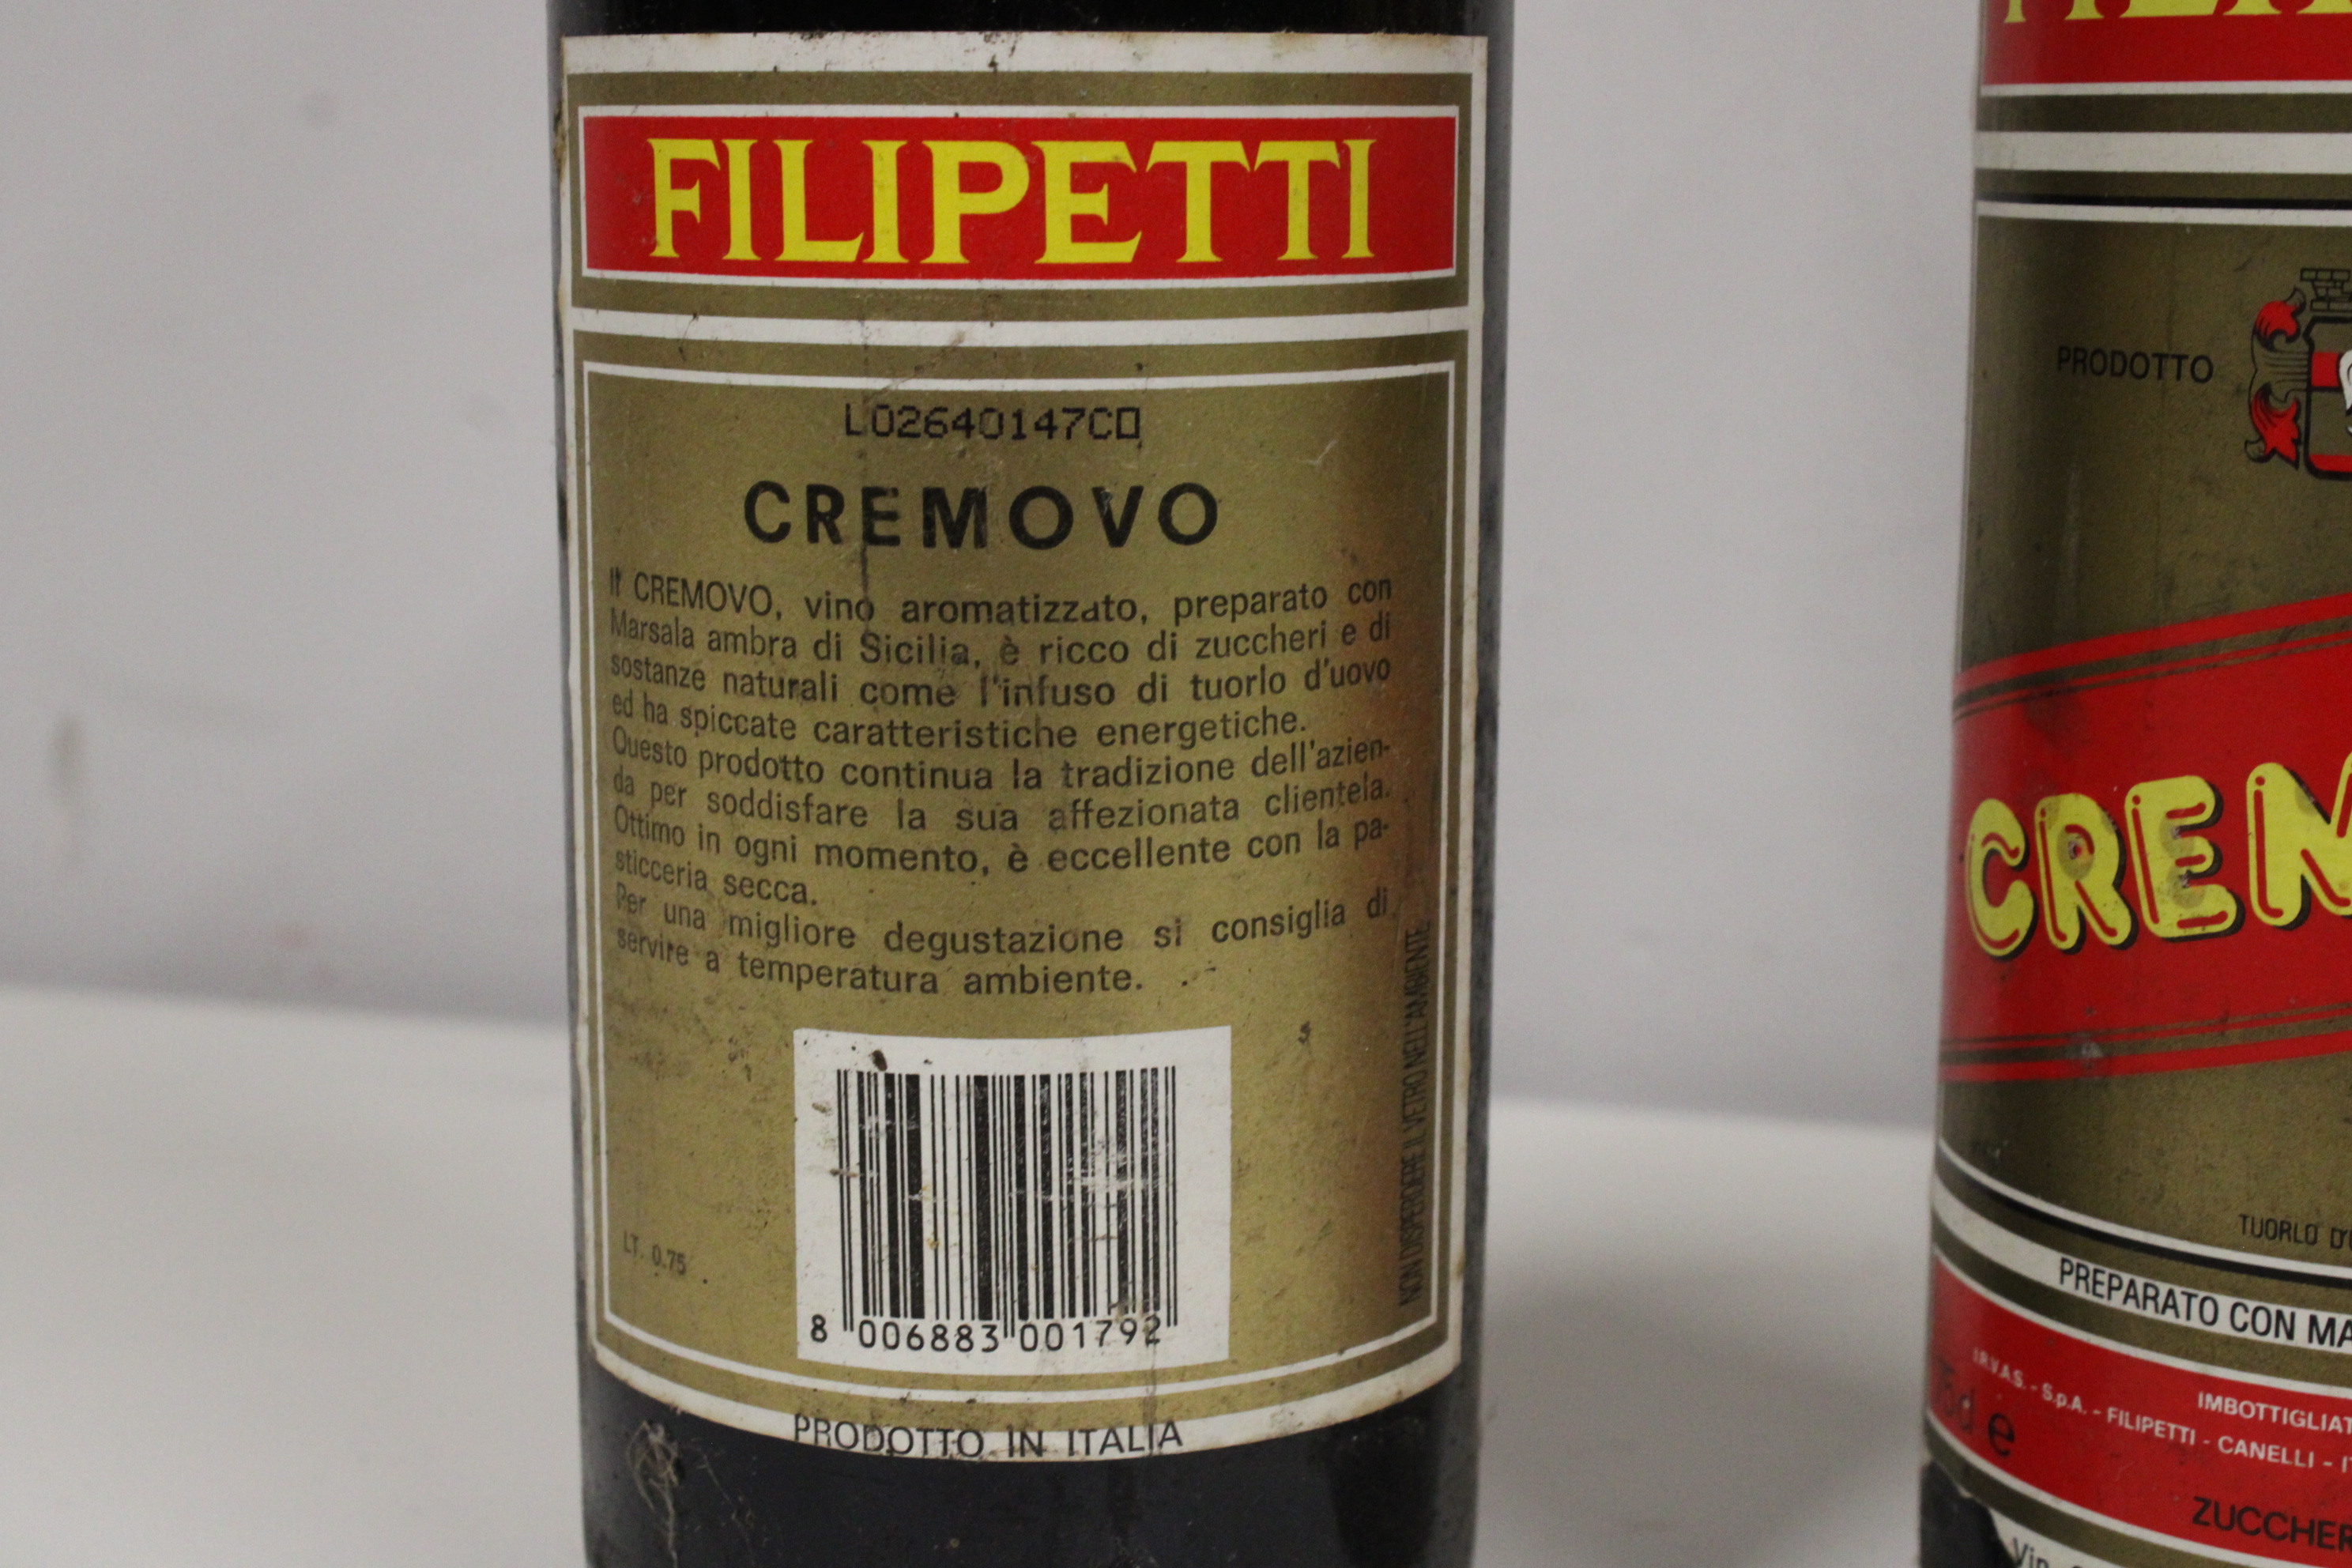 FILIPETTI
L02640147C
CREMOVO
Il CREMOVO, vino aromatizzato, preparato con
Marsala ambra di Sicilia, è ricco di zuccheri e di
sostanze naturali come l'infuso di tuorlo d'uovo
ed ha spiccate caratteristiche energetiche.
Questo prodotto continua la tradizione dell'azien-
da per soddisfare la sua affezionata clientela.
Ottimo in ogni momento, è eccellente con la pa-
sticceria secca.
Per una migliore degustazione si consiglia di
servire a temperatura ambiente.
NON DISPERDERE IL VETRO NELL'AMBIENTE
LT. 0.75
8 006883 001792
PRODOTTO IN ITALIA
PRODOTTO
CREM
TUORLO D'U
PREPARATO CON MA
IMBOTTIGLIAT
I.R.V.A.S. - S.p.A. - FILIPETTI - CANELLI - IT
e
ZUCCHER